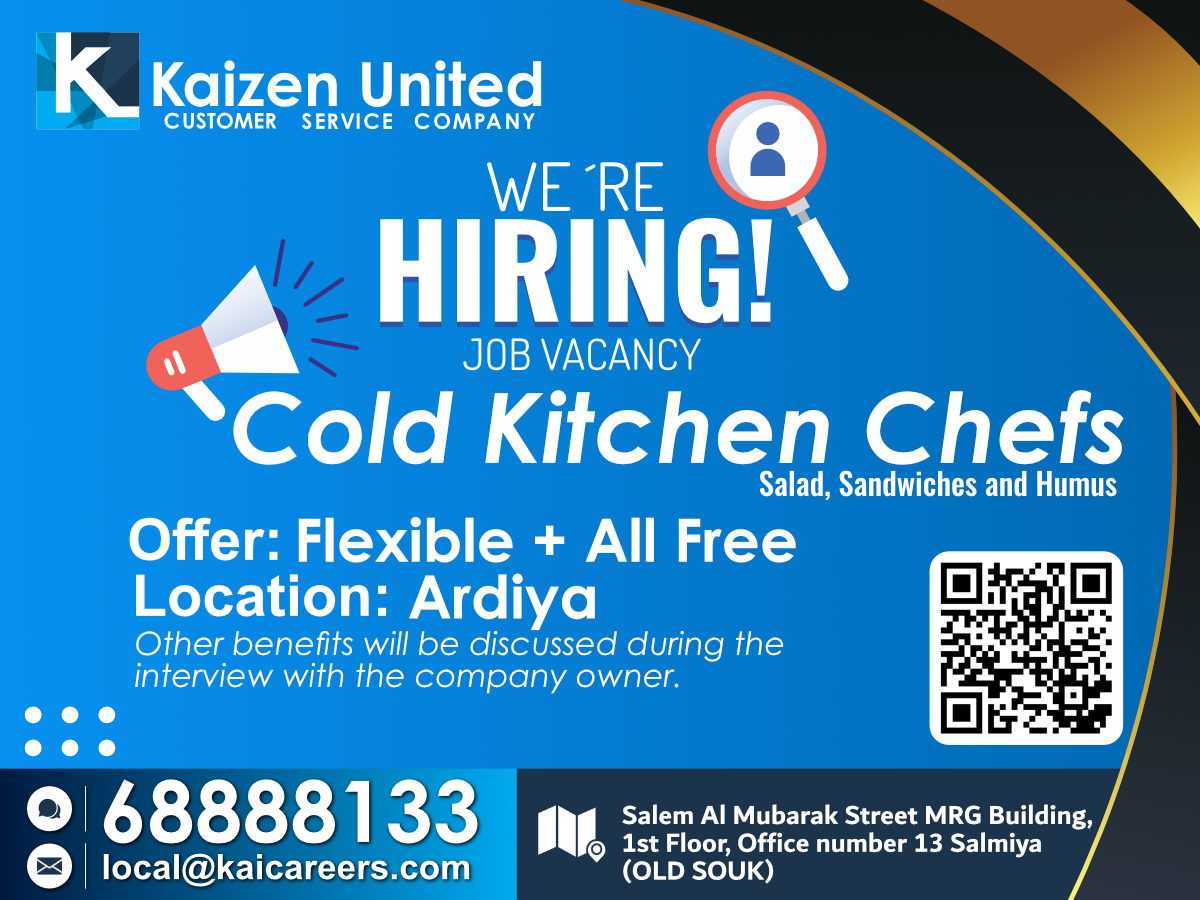 K
Kaizen United
CUSTOMER SERVICE COMPANY
WE ´RE
HIRING!
JOB VACANCY
Cold Kitchen Chefs
Salad, Sandwiches and Humus
Offer: Flexible + All Free
Location: Ardiya
Other benefits will be discussed during the
interview with the company owner.
68888133
local@kaicareers.com
Salem Al Mubarak Street MRG Building,
1st Floor, Office number 13 Salmiya
(OLD SOUK)